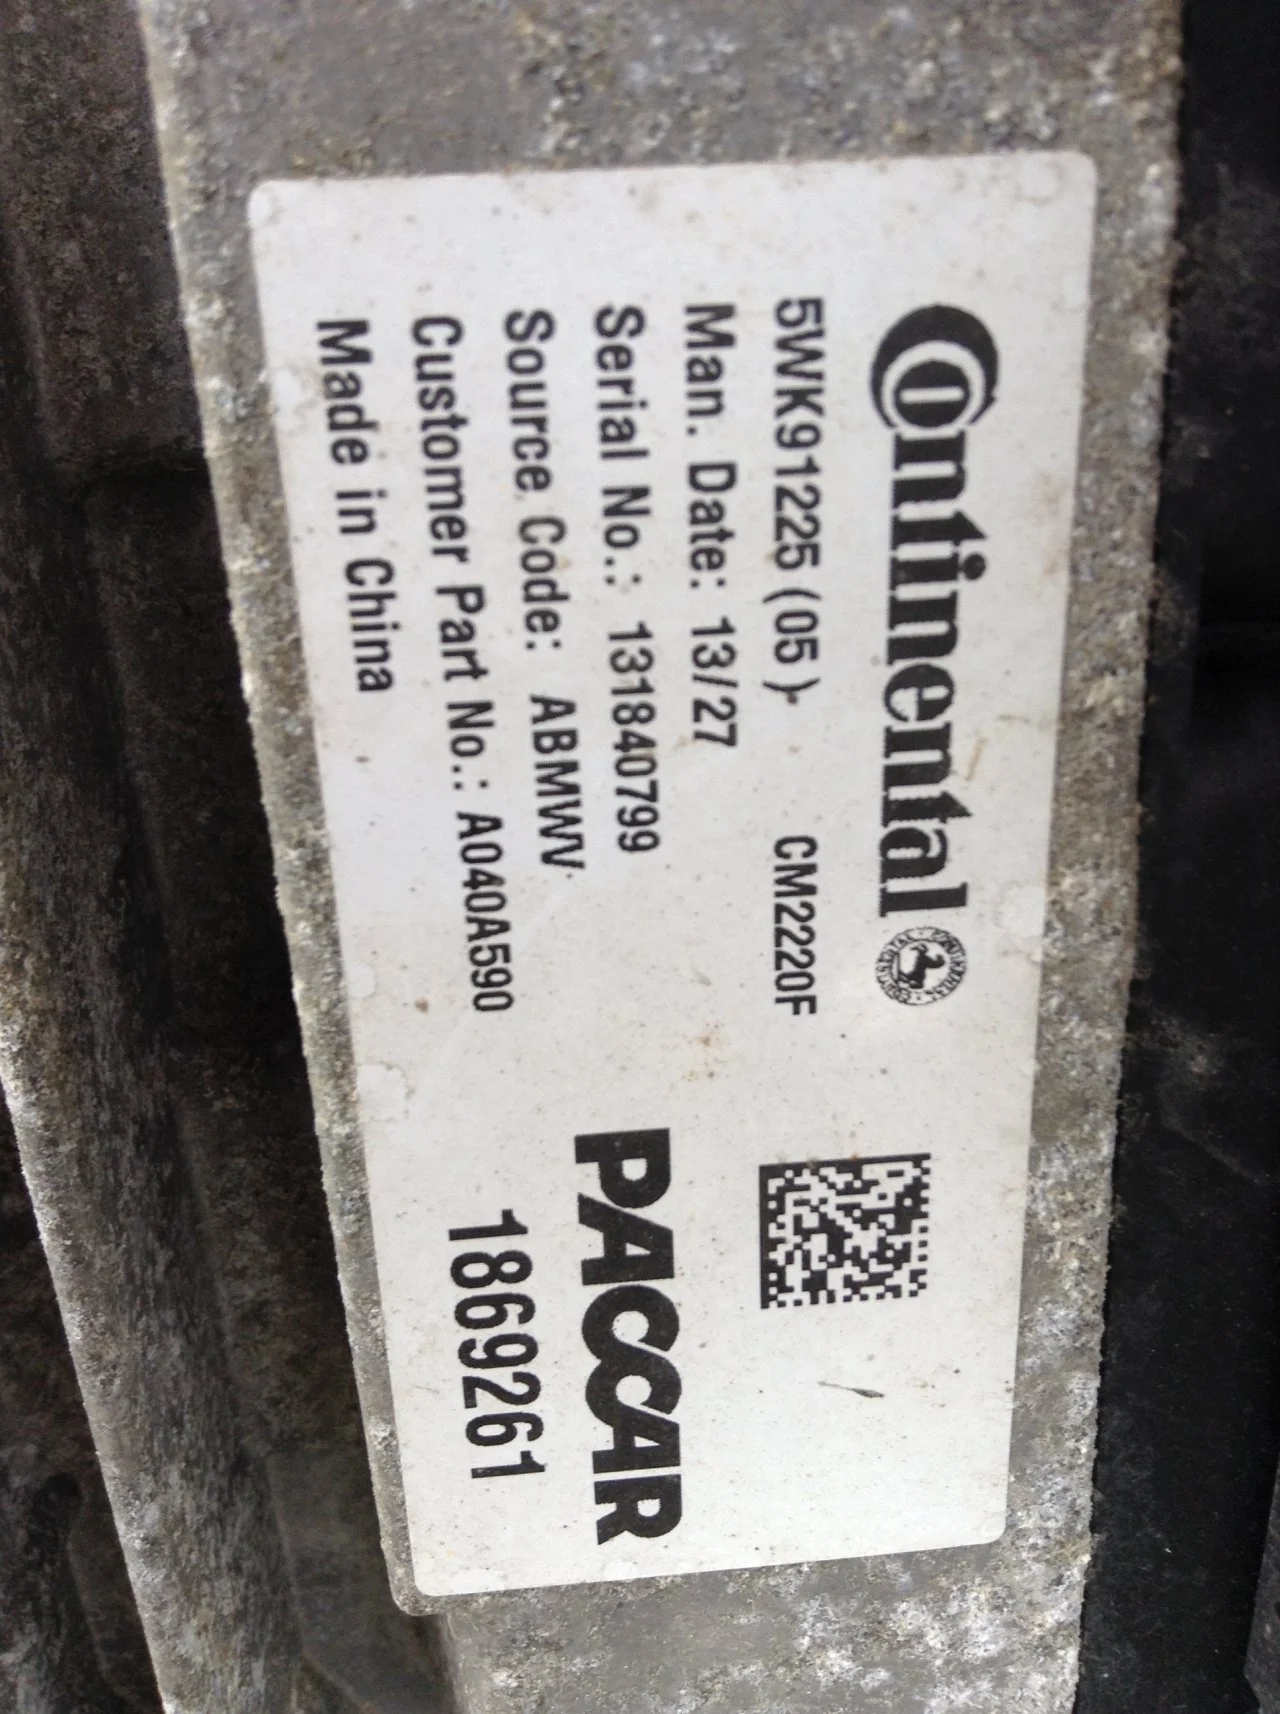 Continental
5WK91225 (05) CM2220F
Man. Date: 13/27
Serial No.: 131840799
Source Code: ABMWV
Customer Part No.: A040A590
Made in China
PACCAR
1869261